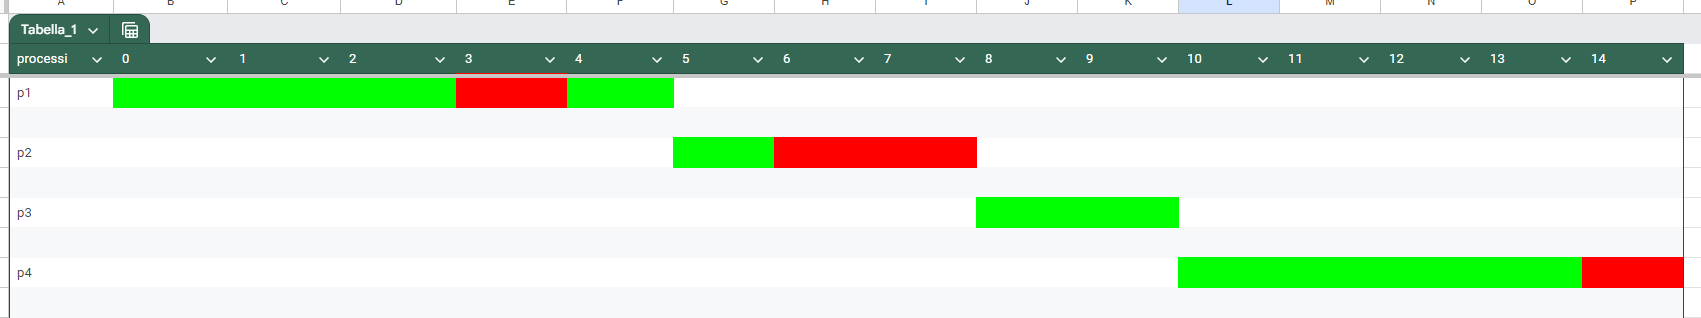 A B C D E F G H I J K L M N O P
Tabella_1
processi 0 1 2 3 4 5 6 7 8 9 10 11 12 13 14
p1
p2
p3
p4